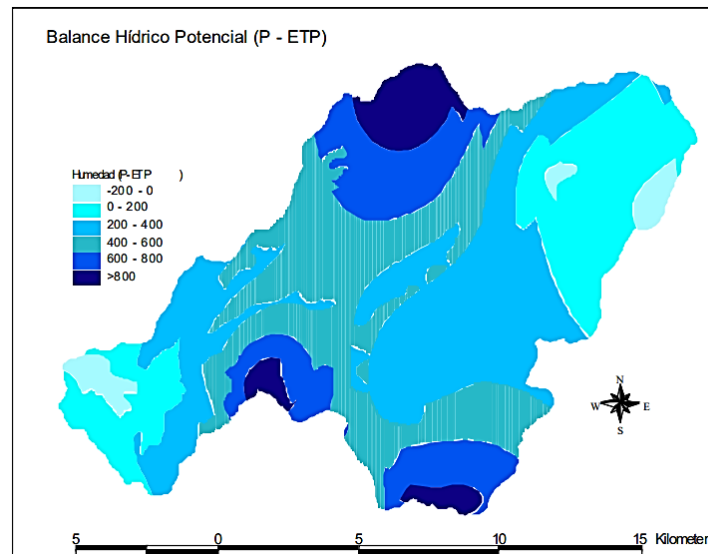 Balance Hídrico Potencial (P - ETP)
Humedad (P-ETP )
-200 - 0
0 - 200
200 - 400
400 - 600
600 - 800
>800
N
W E
S
5 0 5 10 15 Kilometer